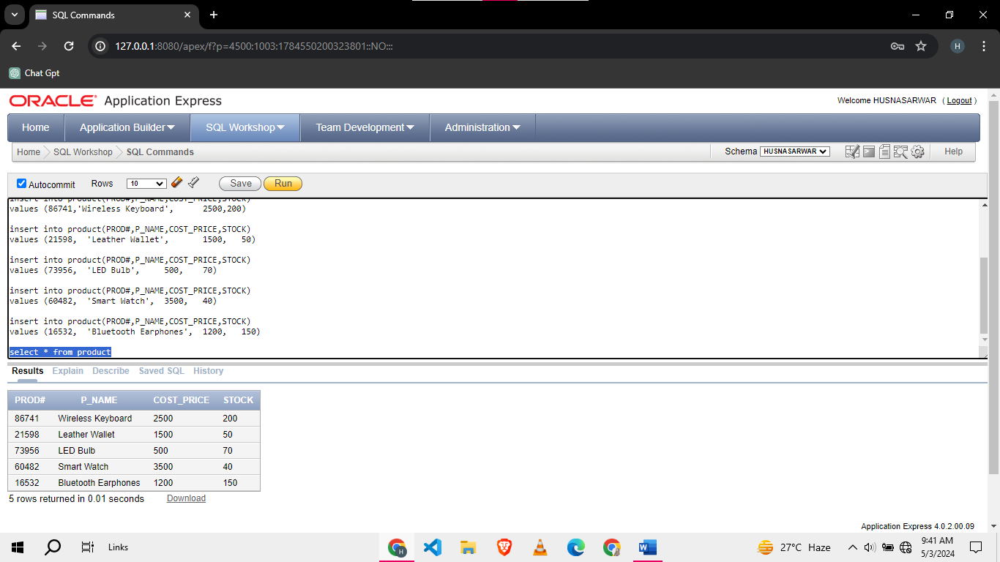 SQL Commands
127.0.0.1:8080/apex/f?p=4500:1003:1784550200323801::NO:::
H
Chat Gpt
ORACLE Application Express
Welcome HUSNASARWAR ( Logout )
Home Application Builder SQL Workshop Team Development Administration
Home SQL Workshop SQL Commands Schema HUSNASARWAR Help
Autocommit Rows 10 Save Run
insert into product(PROD#,P_NAME,COST_PRICE,STOCK)
values (86741,'Wireless Keyboard', 2500,200)
insert into product(PROD#,P_NAME,COST_PRICE,STOCK)
values (21598, 'Leather Wallet', 1500, 50)
insert into product(PROD#,P_NAME,COST_PRICE,STOCK)
values (73956, 'LED Bulb', 500, 70)
insert into product(PROD#,P_NAME,COST_PRICE,STOCK)
values (60482, 'Smart Watch', 3500, 40)
insert into product(PROD#,P_NAME,COST_PRICE,STOCK)
values (16532, 'Bluetooth Earphones', 1200, 150)
select * from product
Results Explain Describe Saved SQL History
PROD# P_NAME COST_PRICE STOCK
86741 Wireless Keyboard 2500 200
21598 Leather Wallet 1500 50
73956 LED Bulb 500 70
60482 Smart Watch 3500 40
16532 Bluetooth Earphones 1200 150
5 rows returned in 0.01 seconds Download
Application Express 4.0.2.00.09
Links
27°C Haze
9:41 AM
5/3/2024